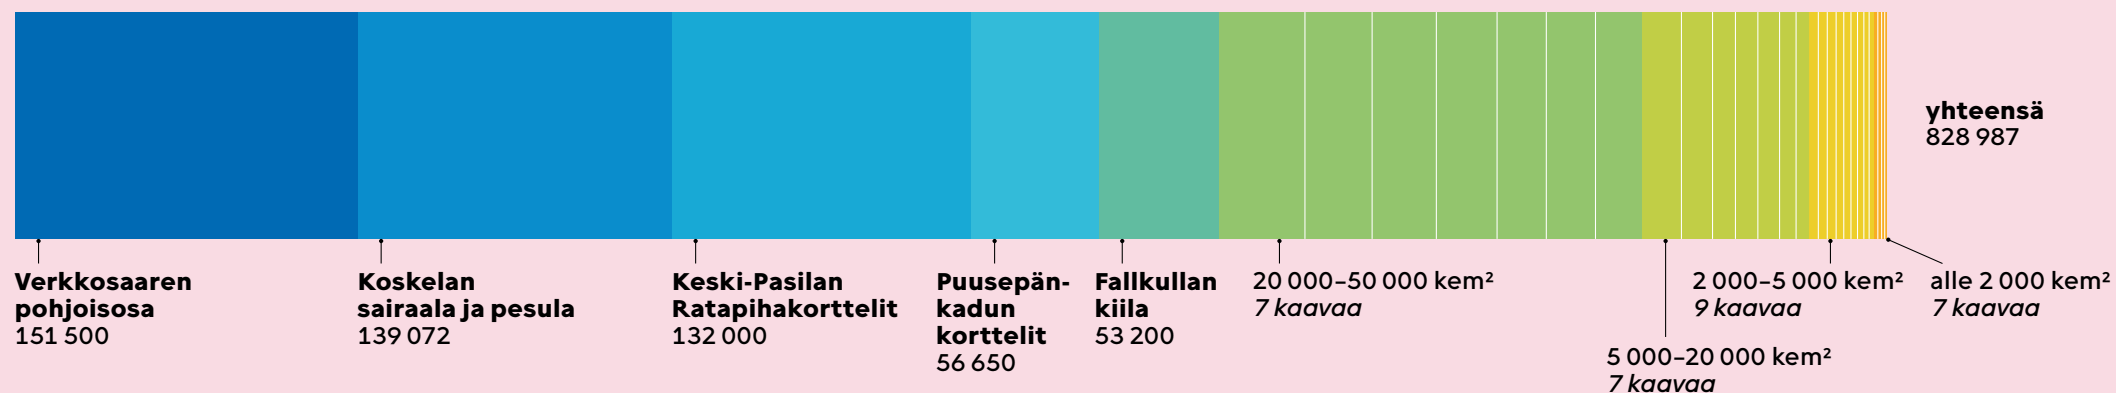 yhteensä
828 987
Verkkosaaren
pohjoisosa
151 500
Koskelan
sairaala ja pesula
139 072
Keski-Pasilan
Ratapihakorttelit
132 000
Puusepän-
kadun
korttelit
56 650
Fallkullan
kiila
53 200
20 000–50 000 kem²
7 kaavaa
5 000–20 000 kem²
7 kaavaa
2 000–5 000 kem²
9 kaavaa
alle 2 000 kem²
7 kaavaa